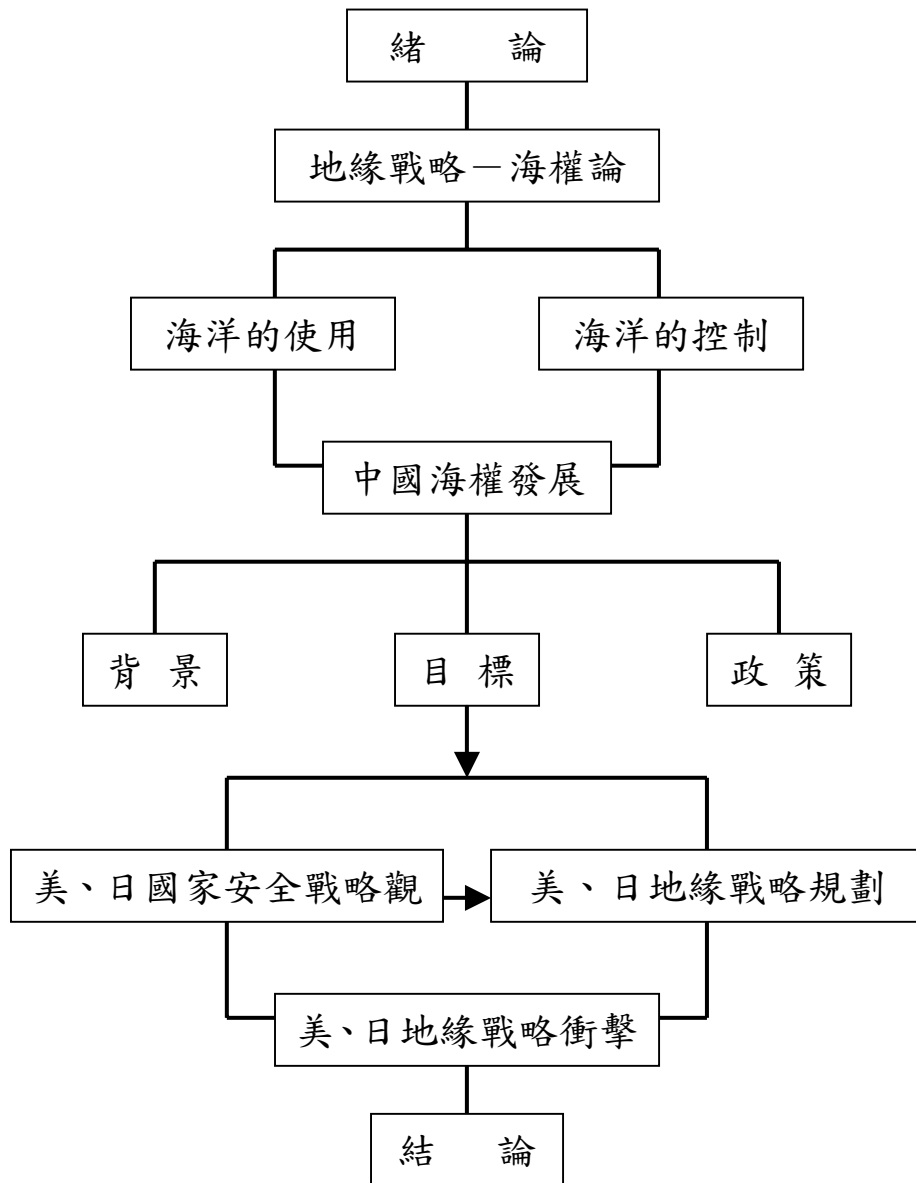 緒　　論
地緣戰略－海權論
海洋的使用
海洋的控制
中國海權發展
背　景
目　標
政　策
美、日國家安全戰略觀
美、日地緣戰略規劃
美、日地緣戰略衝擊
結　　論